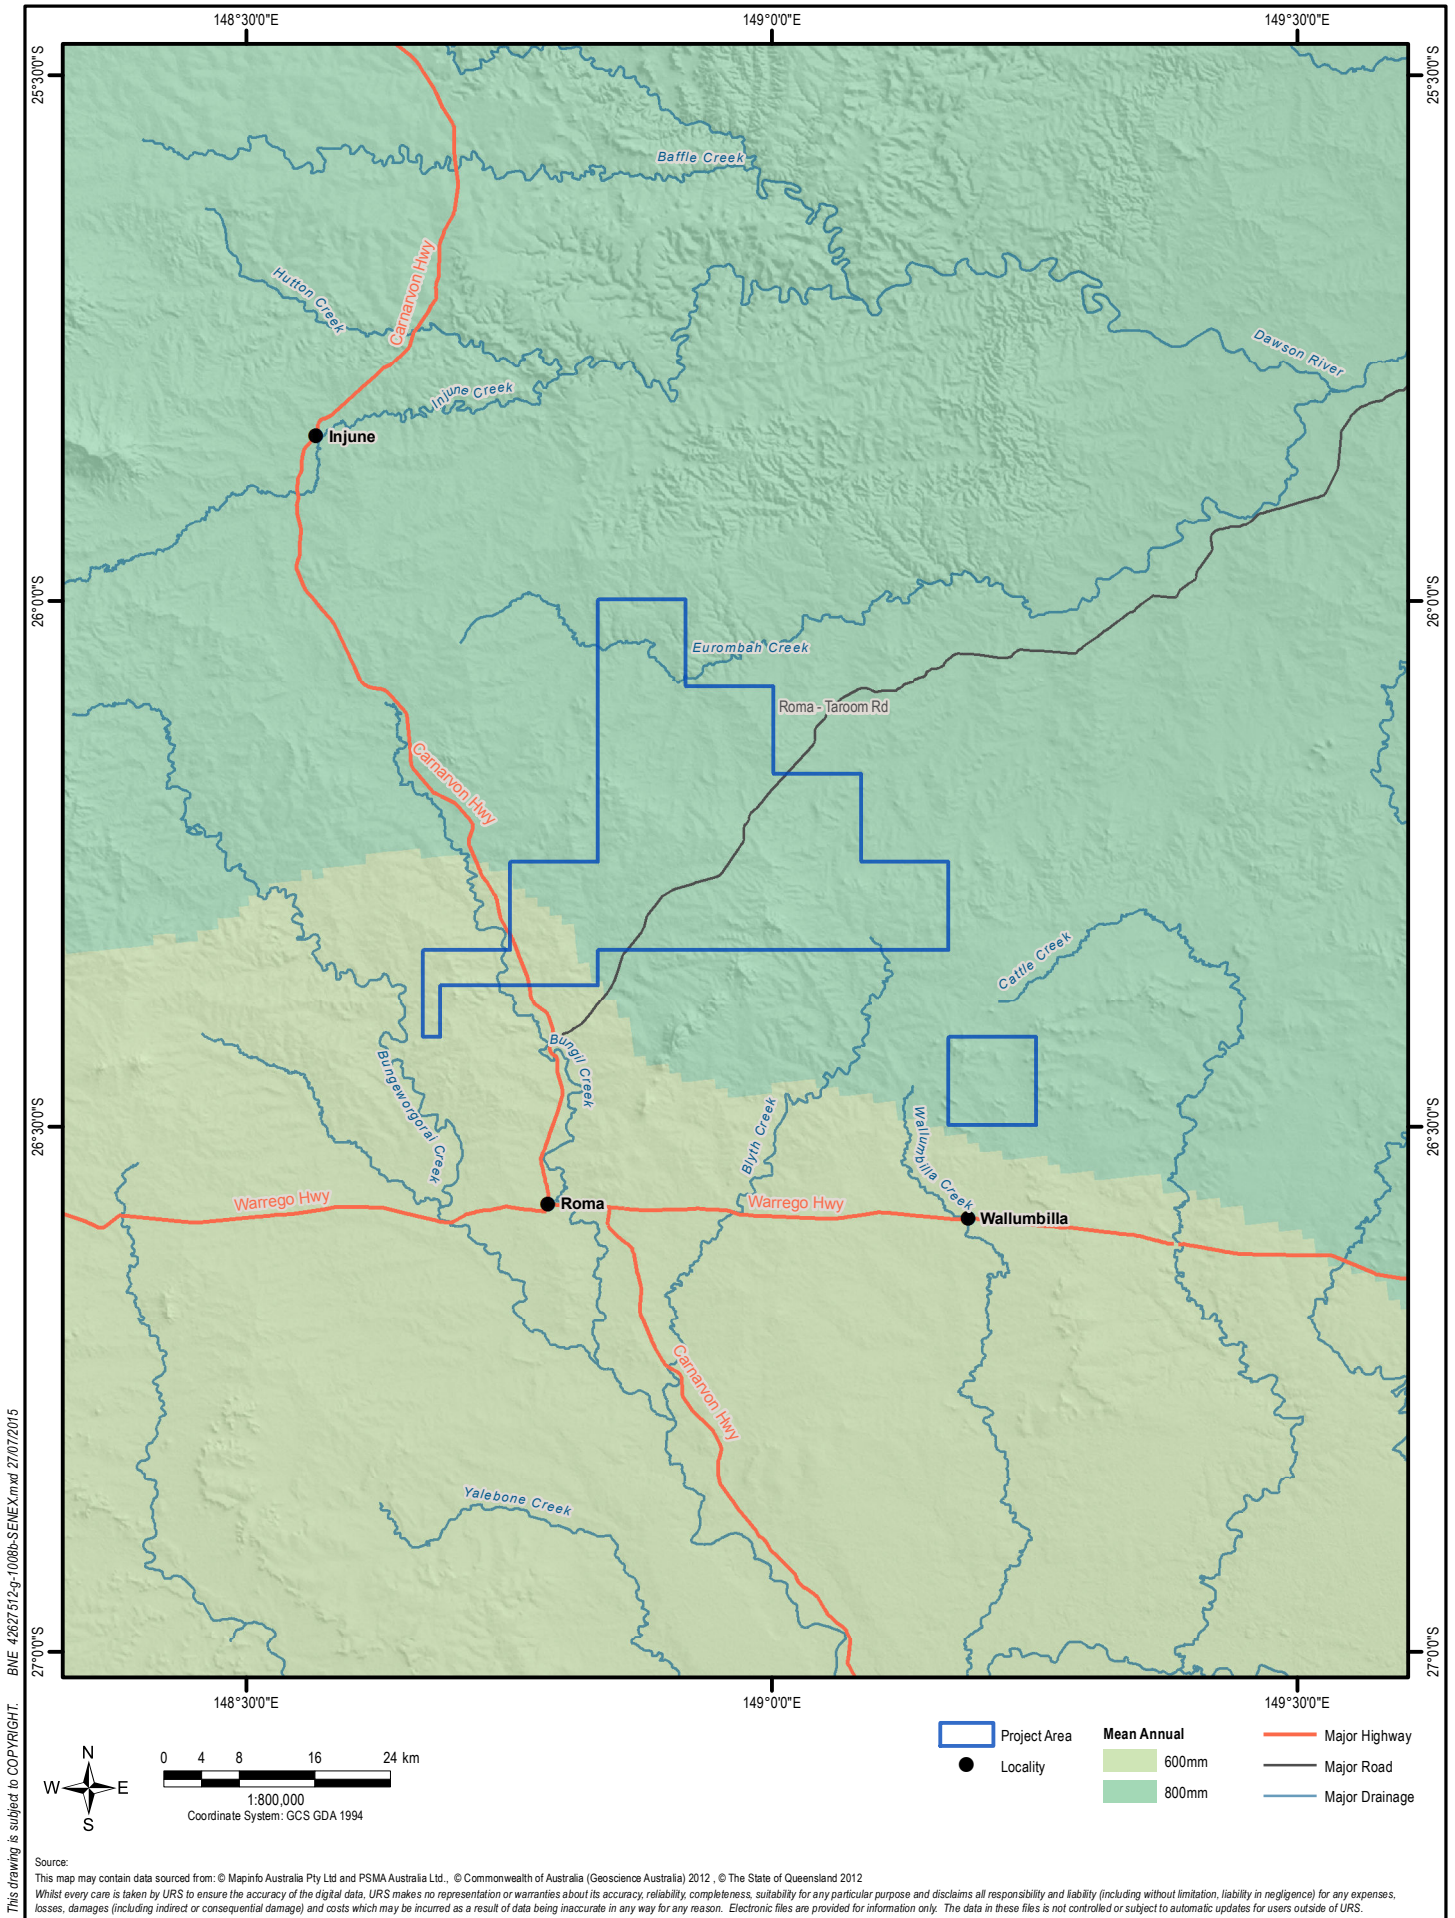 148°30'0"E
149°0'0"E
149°30'0"E
25°30'0"S
25°30'0"S
Baffle Creek
Hutton Creek
Carnarvon Hwy
Injune Creek
Dawson River
Injune
26°0'0"S
26°0'0"S
Eurombah Creek
Roma - Taroom Rd
Carnarvon Hwy
Cattle Creek
Bungil Creek
Bungeworgorai Creek
Blyth Creek
Wallumbilla Creek
26°30'0"S
26°30'0"S
Warrego Hwy
Roma
Warrego Hwy
Wallumbilla
Carnarvon Hwy
Yalebone Creek
27°0'0"S
27°0'0"S
148°30'0"E
149°0'0"E
149°30'0"E
N
W
E
S
0 4 8 16 24 km
1:800,000
Coordinate System: GCS GDA 1994
Project Area
Locality
Mean Annual
600mm
800mm
Major Highway
Major Road
Major Drainage
Source:
This map may contain data sourced from: © Mapinfo Australia Pty Ltd and PSMA Australia Ltd., © Commonwealth of Australia (Geoscience Australia) 2012 , © The State of Queensland 2012
Whilst every care is taken by URS to ensure the accuracy of the digital data, URS makes no representation or warranties about its accuracy, reliability, completeness, suitability for any particular purpose and disclaims all responsibility and liability (including without limitation, liability in negligence) for any expenses,
losses, damages (including indirect or consequential damage) and costs which may be incurred as a result of data being inaccurate in any way for any reason. Electronic files are provided for information only. The data in these files is not controlled or subject to automatic updates for users outside of URS.
This drawing is subject to COPYRIGHT. BNE 42627512-g-1008b-SENEX.mxd 27/07/2015